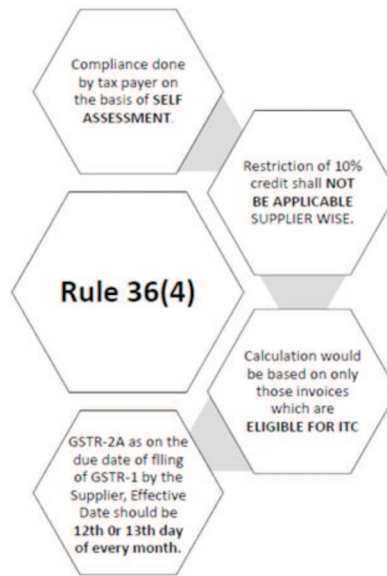 Compliance done
by tax payer on
the basis of SELF
ASSESSMENT.
Restriction of 10%
credit shall NOT
BE APPLICABLE
SUPPLIER WISE.
Rule 36(4)
Calculation would
be based on only
those invoices
which are
ELIGIBLE FOR ITC
GSTR-2A as on the
due date of filing
of GSTR-1 by the
Supplier, Effective
Date should be
12th 0r 13th day
of every month.